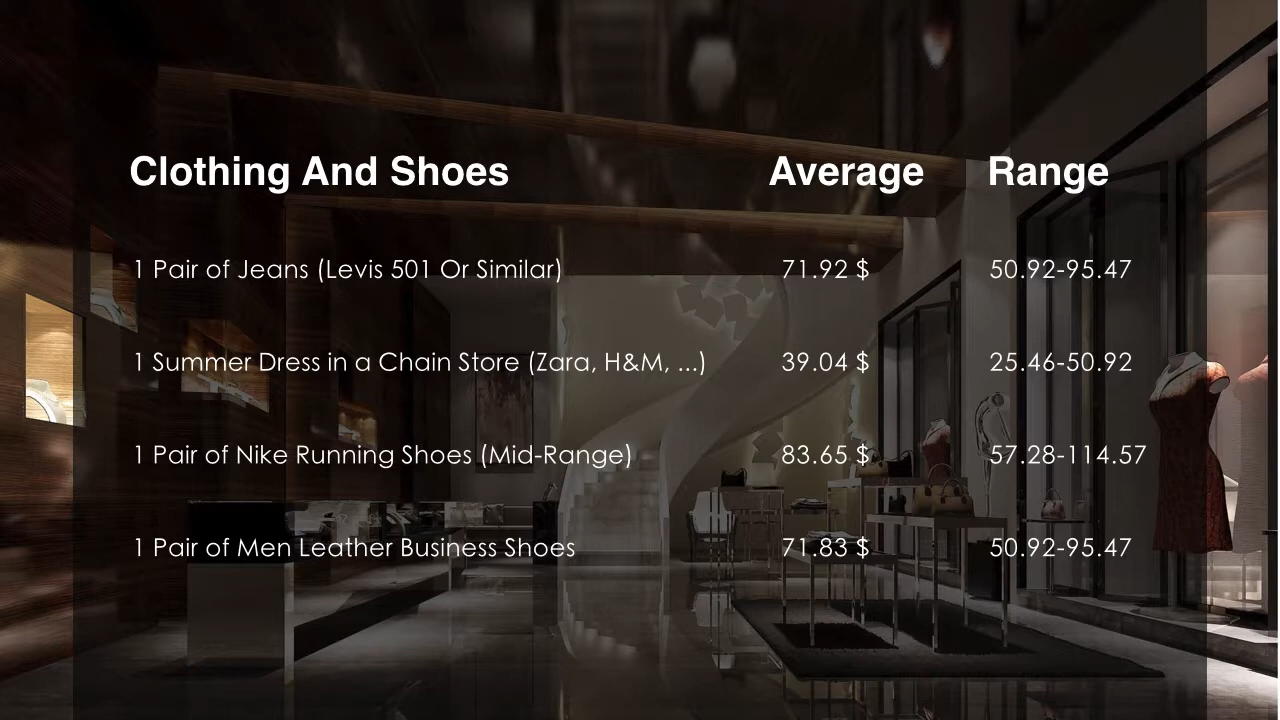 Clothing And Shoes Average Range
1 Pair of Jeans (Levis 501 Or Similar) 71.92 $ 50.92-95.47
1 Summer Dress in a Chain Store (Zara, H&M, ...) 39.04 $ 25.46-50.92
1 Pair of Nike Running Shoes (Mid-Range) 83.65 $ 57.28-114.57
1 Pair of Men Leather Business Shoes 71.83 $ 50.92-95.47